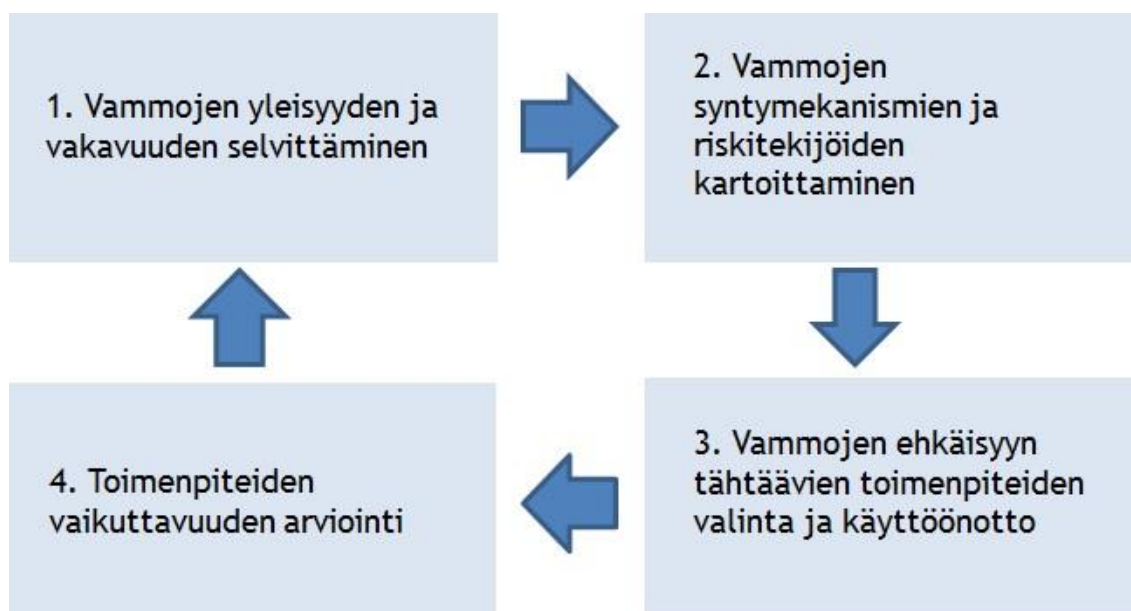 1. Vammojen yleisyyden ja
vakavuuden selvittäminen
2. Vammojen
syntymekanismien ja
riskitekijöiden
kartoittaminen
3. Vammojen ehkäisyyn
tähtäävien toimenpiteiden
valinta ja käyttöönotto
4. Toimenpiteiden
vaikuttavuuden arviointi